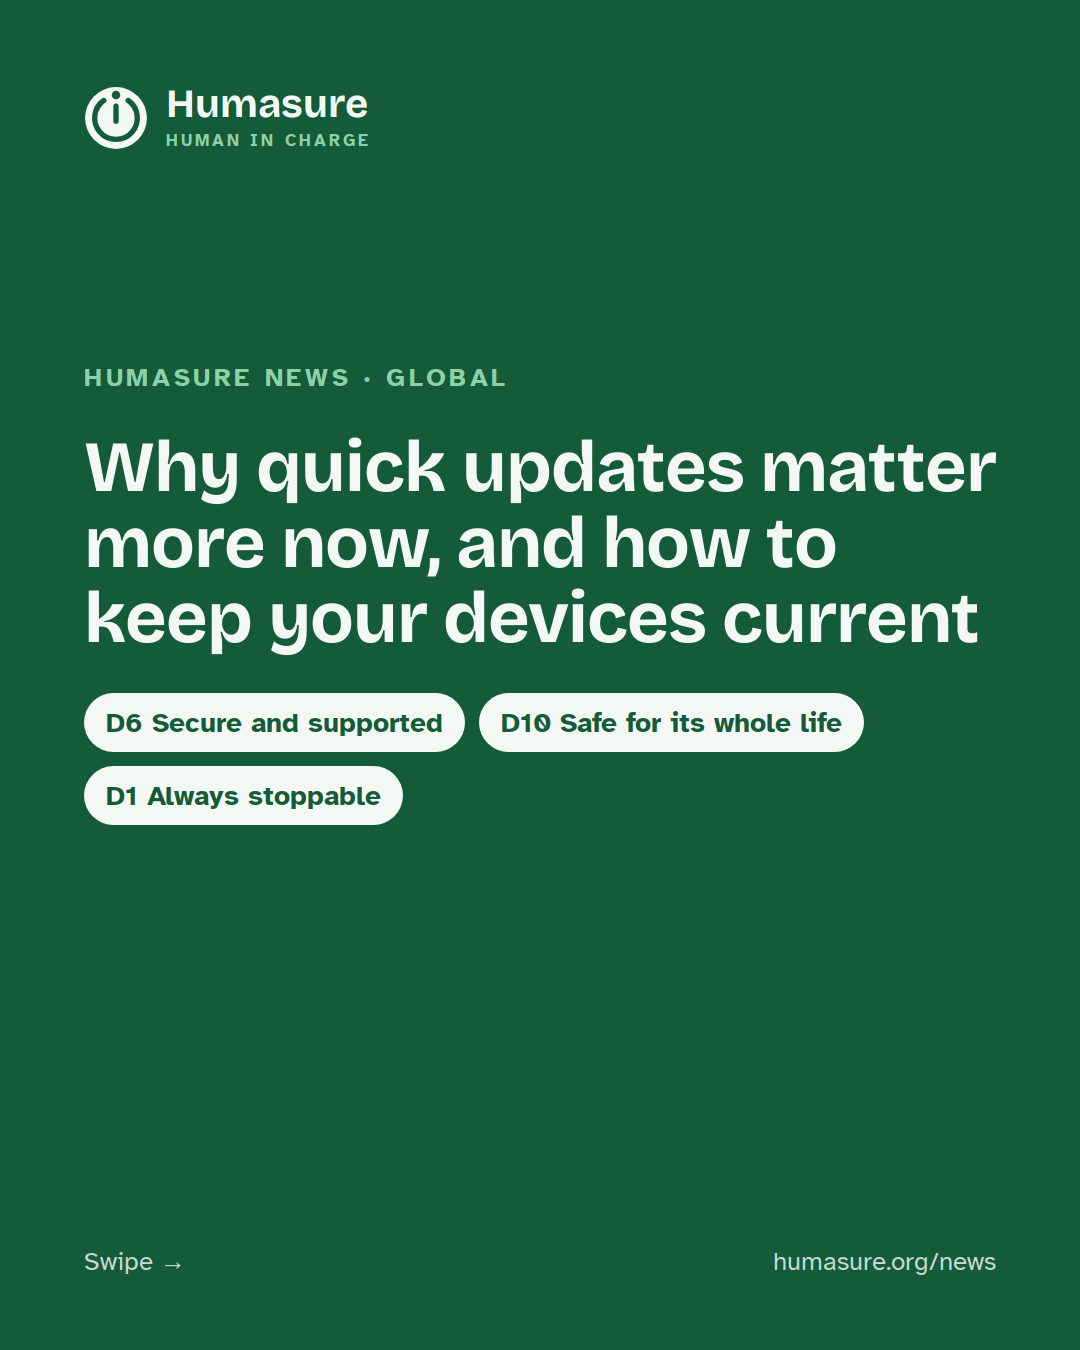 Humasure
HUMAN IN CHARGE
HUMASURE NEWS · GLOBAL
Why quick updates matter
more now, and how to
keep your devices current
D6 Secure and supported
D10 Safe for its whole life
D1 Always stoppable
Swipe →
humasure.org/news